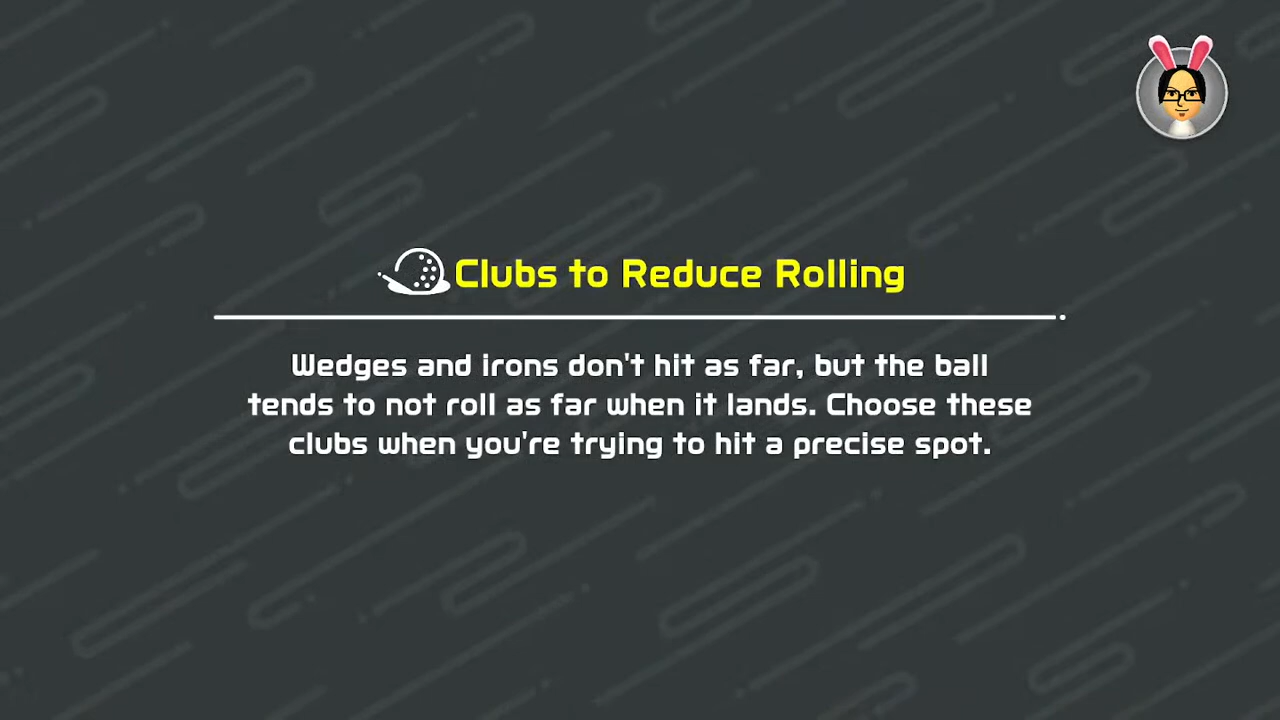 Clubs to Reduce Rolling
Wedges and irons don't hit as far, but the ball
tends to not roll as far when it lands. Choose these
clubs when you're trying to hit a precise spot.